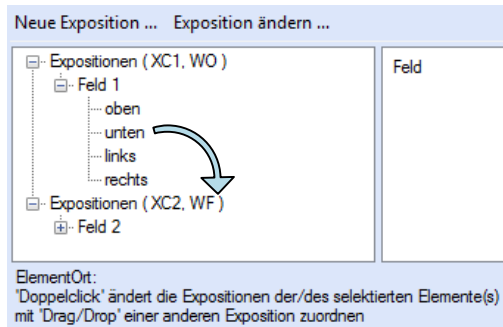 Neue Exposition ... Exposition ändern ...
Expositionen ( XC1, WO )
Feld 1
oben
unten
links
rechts
Expositionen ( XC2, WF )
Feld 2
Feld
ElementOrt:
'Doppelclick' ändert die Expositionen der/des selektierten Elemente(s)
mit 'Drag/Drop' einer anderen Exposition zuordnen